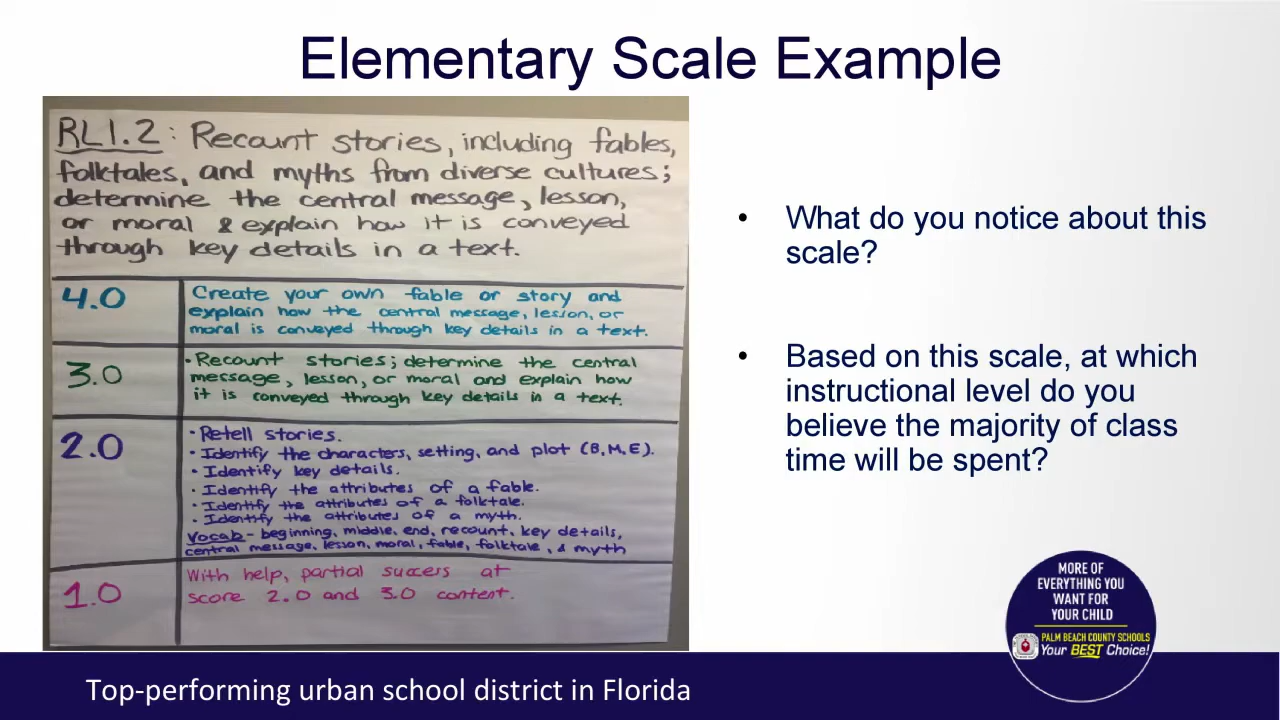 Elementary Scale Example
RL1.2: Recount stories, including fables,
folktales, and myths from diverse cultures;
determine the central message, lesson,
or moral & explain how it is conveyed
through key details in a text.
4.0
Create your own fable or story and
explain how the central message, lesson, or
moral is conveyed through key details in a text.
3.0
• Recount stories; determine the central
message, lesson, or moral and explain how
it is conveyed through key details in a text.
2.0
• Retell stories.
• Identify the characters, setting, and plot (B, M, E).
• Identify key details.
• Identify the attributes of a fable.
• Identify the attributes of a folktale.
• Identify the attributes of a myth.
Vocab - beginning, middle, end, recount, key details,
central message, lesson, moral, fable, folktale, & myth
1.0
With help, partial success at
score 2.0 and 3.0 content.
• What do you notice about this
scale?
• Based on this scale, at which
instructional level do you
believe the majority of class
time will be spent?
MORE OF
EVERYTHING YOU
WANT FOR
YOUR CHILD
PALM BEACH COUNTY SCHOOLS
Your BEST Choice!
Top-performing urban school district in Florida